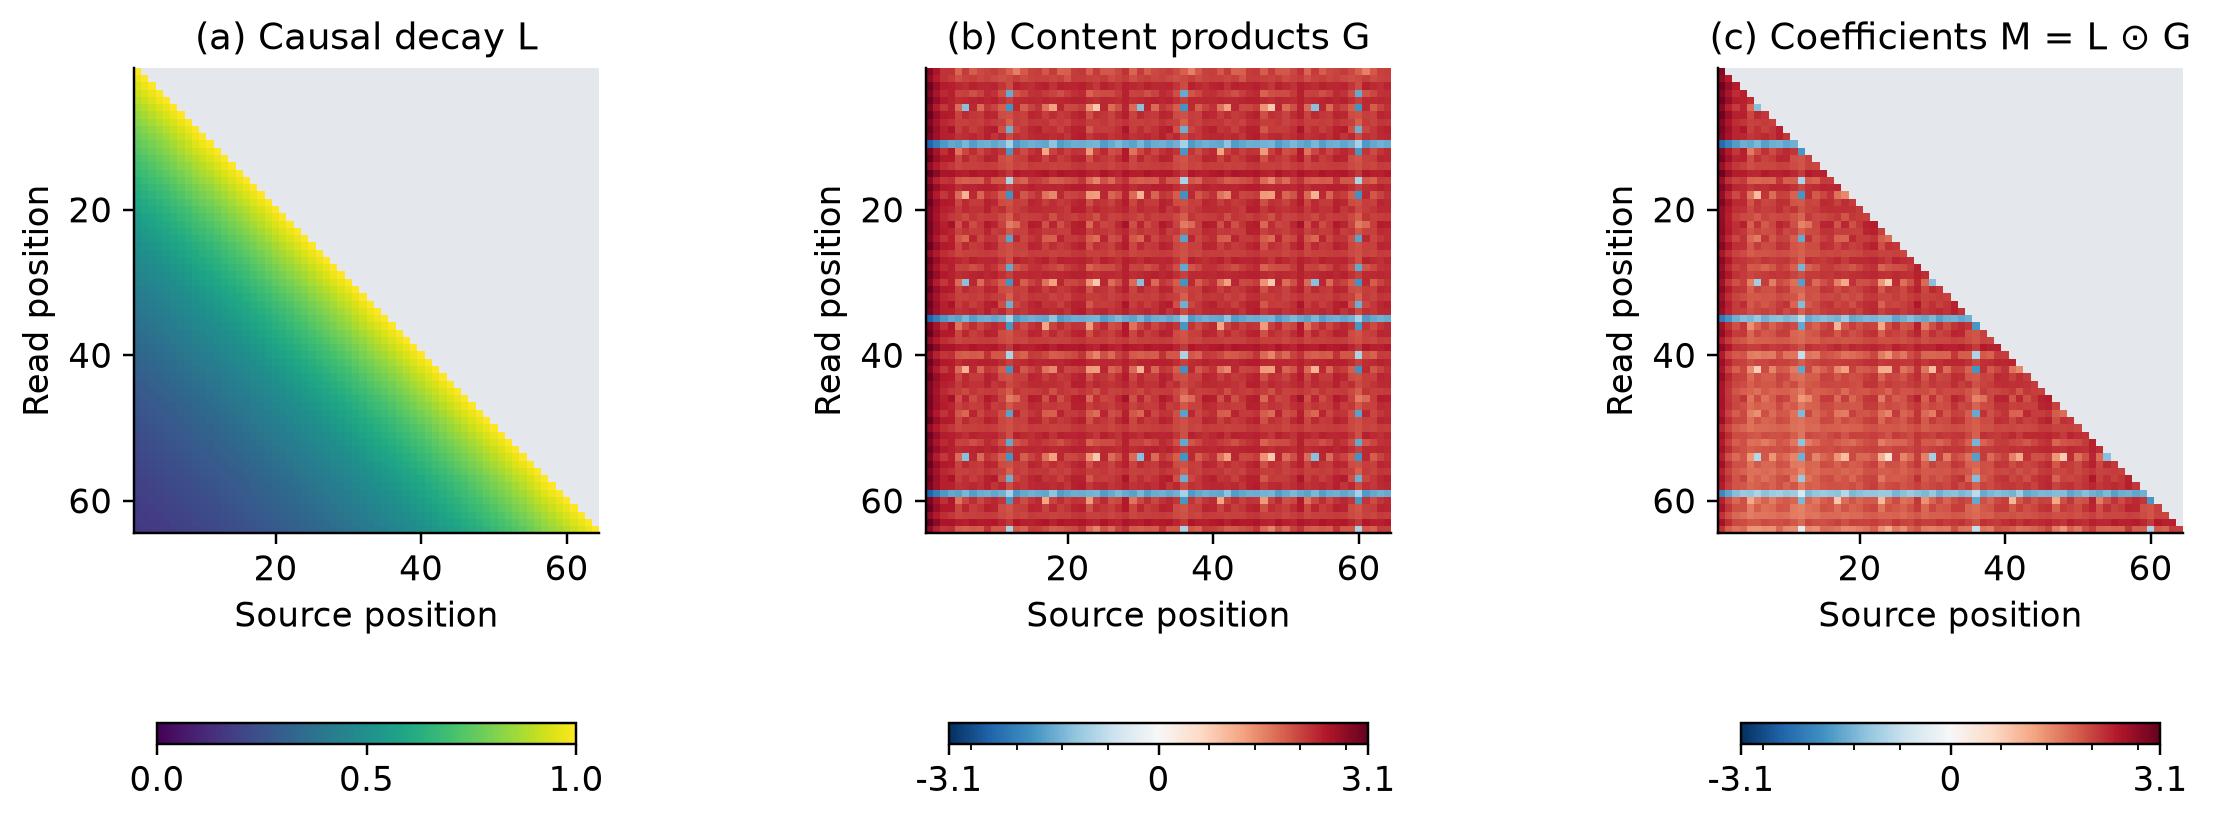 (a) Causal decay L
Read position
20
40
60
20 40 60
Source position
0.0 0.5 1.0
(b) Content products G
Read position
20
40
60
20 40 60
Source position
-3.1 0 3.1
(c) Coefficients M = L ⊙ G
Read position
20
40
60
20 40 60
Source position
-3.1 0 3.1